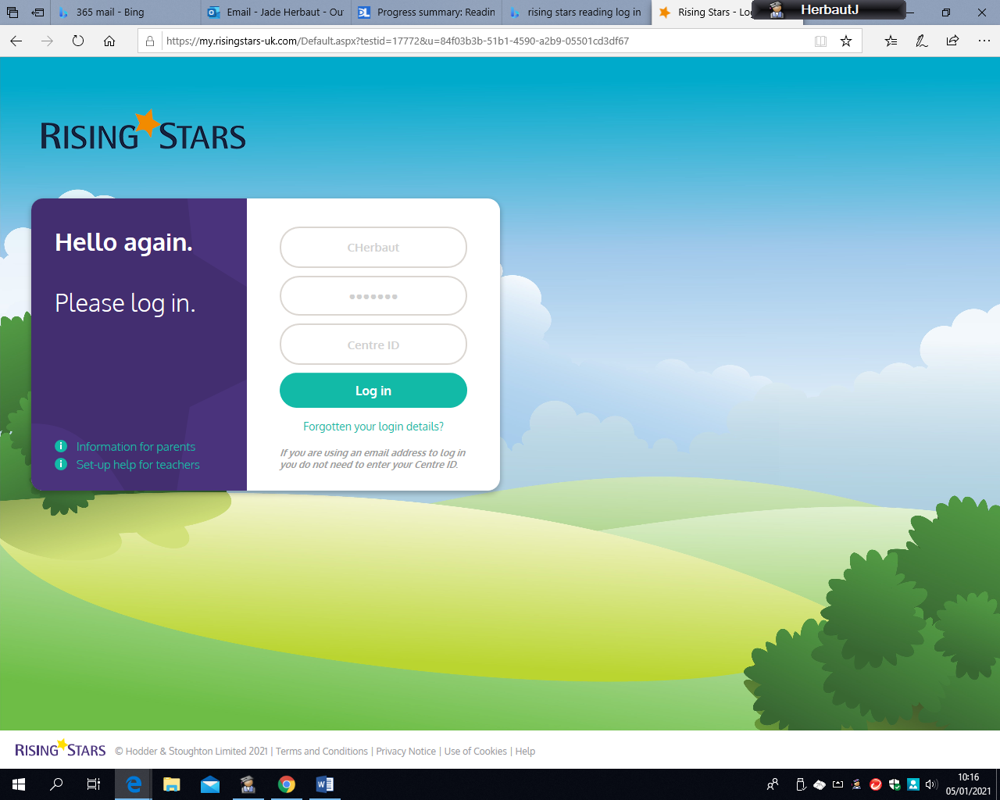 365 mail - Bing
Email - Jade Herbaut - Ou
Progress summary: Readin
rising stars reading log in
Rising Stars - Lo
HerbautJ
https://my.risingstars-uk.com/Default.aspx?testid=17772&u=84f03b3b-51b1-4590-a2b9-05501cd3df67
RISING STARS
Hello again.
Please log in.
CHerbaut
Centre ID
Log in
Forgotten your login details?
If you are using an email address to log in
you do not need to enter your Centre ID.
Information for parents
Set-up help for teachers
RISING STARS
© Hodder & Stoughton Limited 2021 | Terms and Conditions | Privacy Notice | Use of Cookies | Help
10:16
05/01/2021